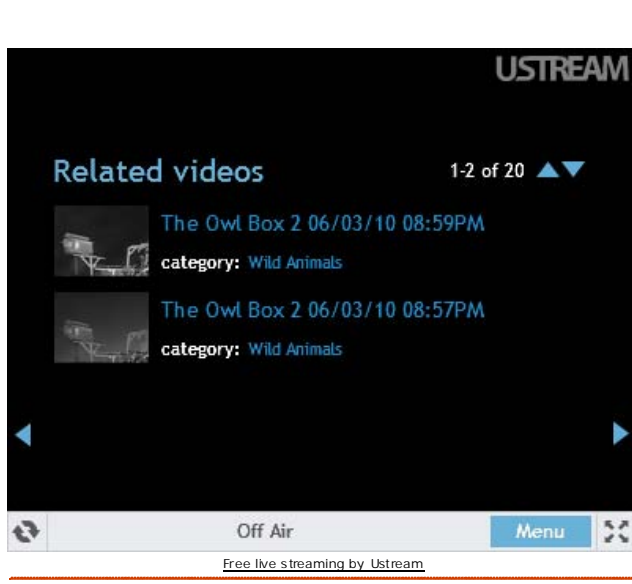 USTREAM
Related videos
1-2 of 20
The Owl Box 2 06/03/10 08:59PM
category: Wild Animals
The Owl Box 2 06/03/10 08:57PM
category: Wild Animals
Off Air
Menu
Free live streaming by Ustream